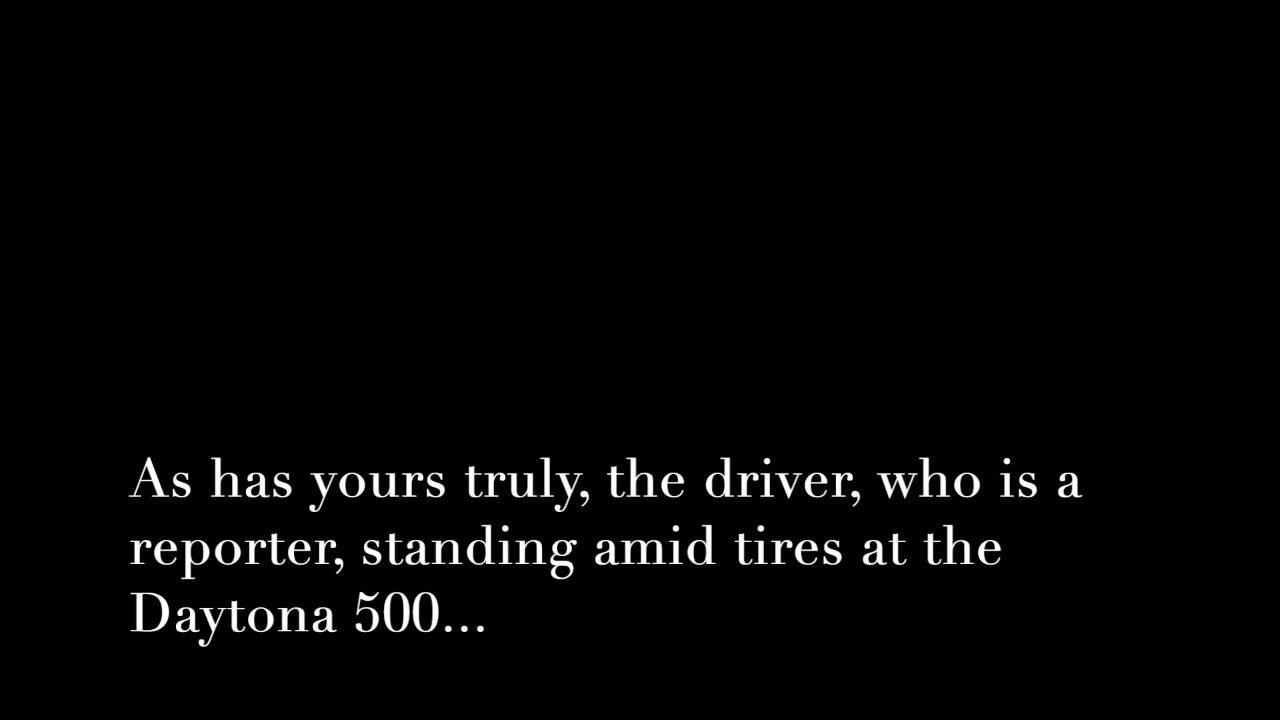 As has yours truly, the driver, who is a
reporter, standing amid tires at the
Daytona 500...